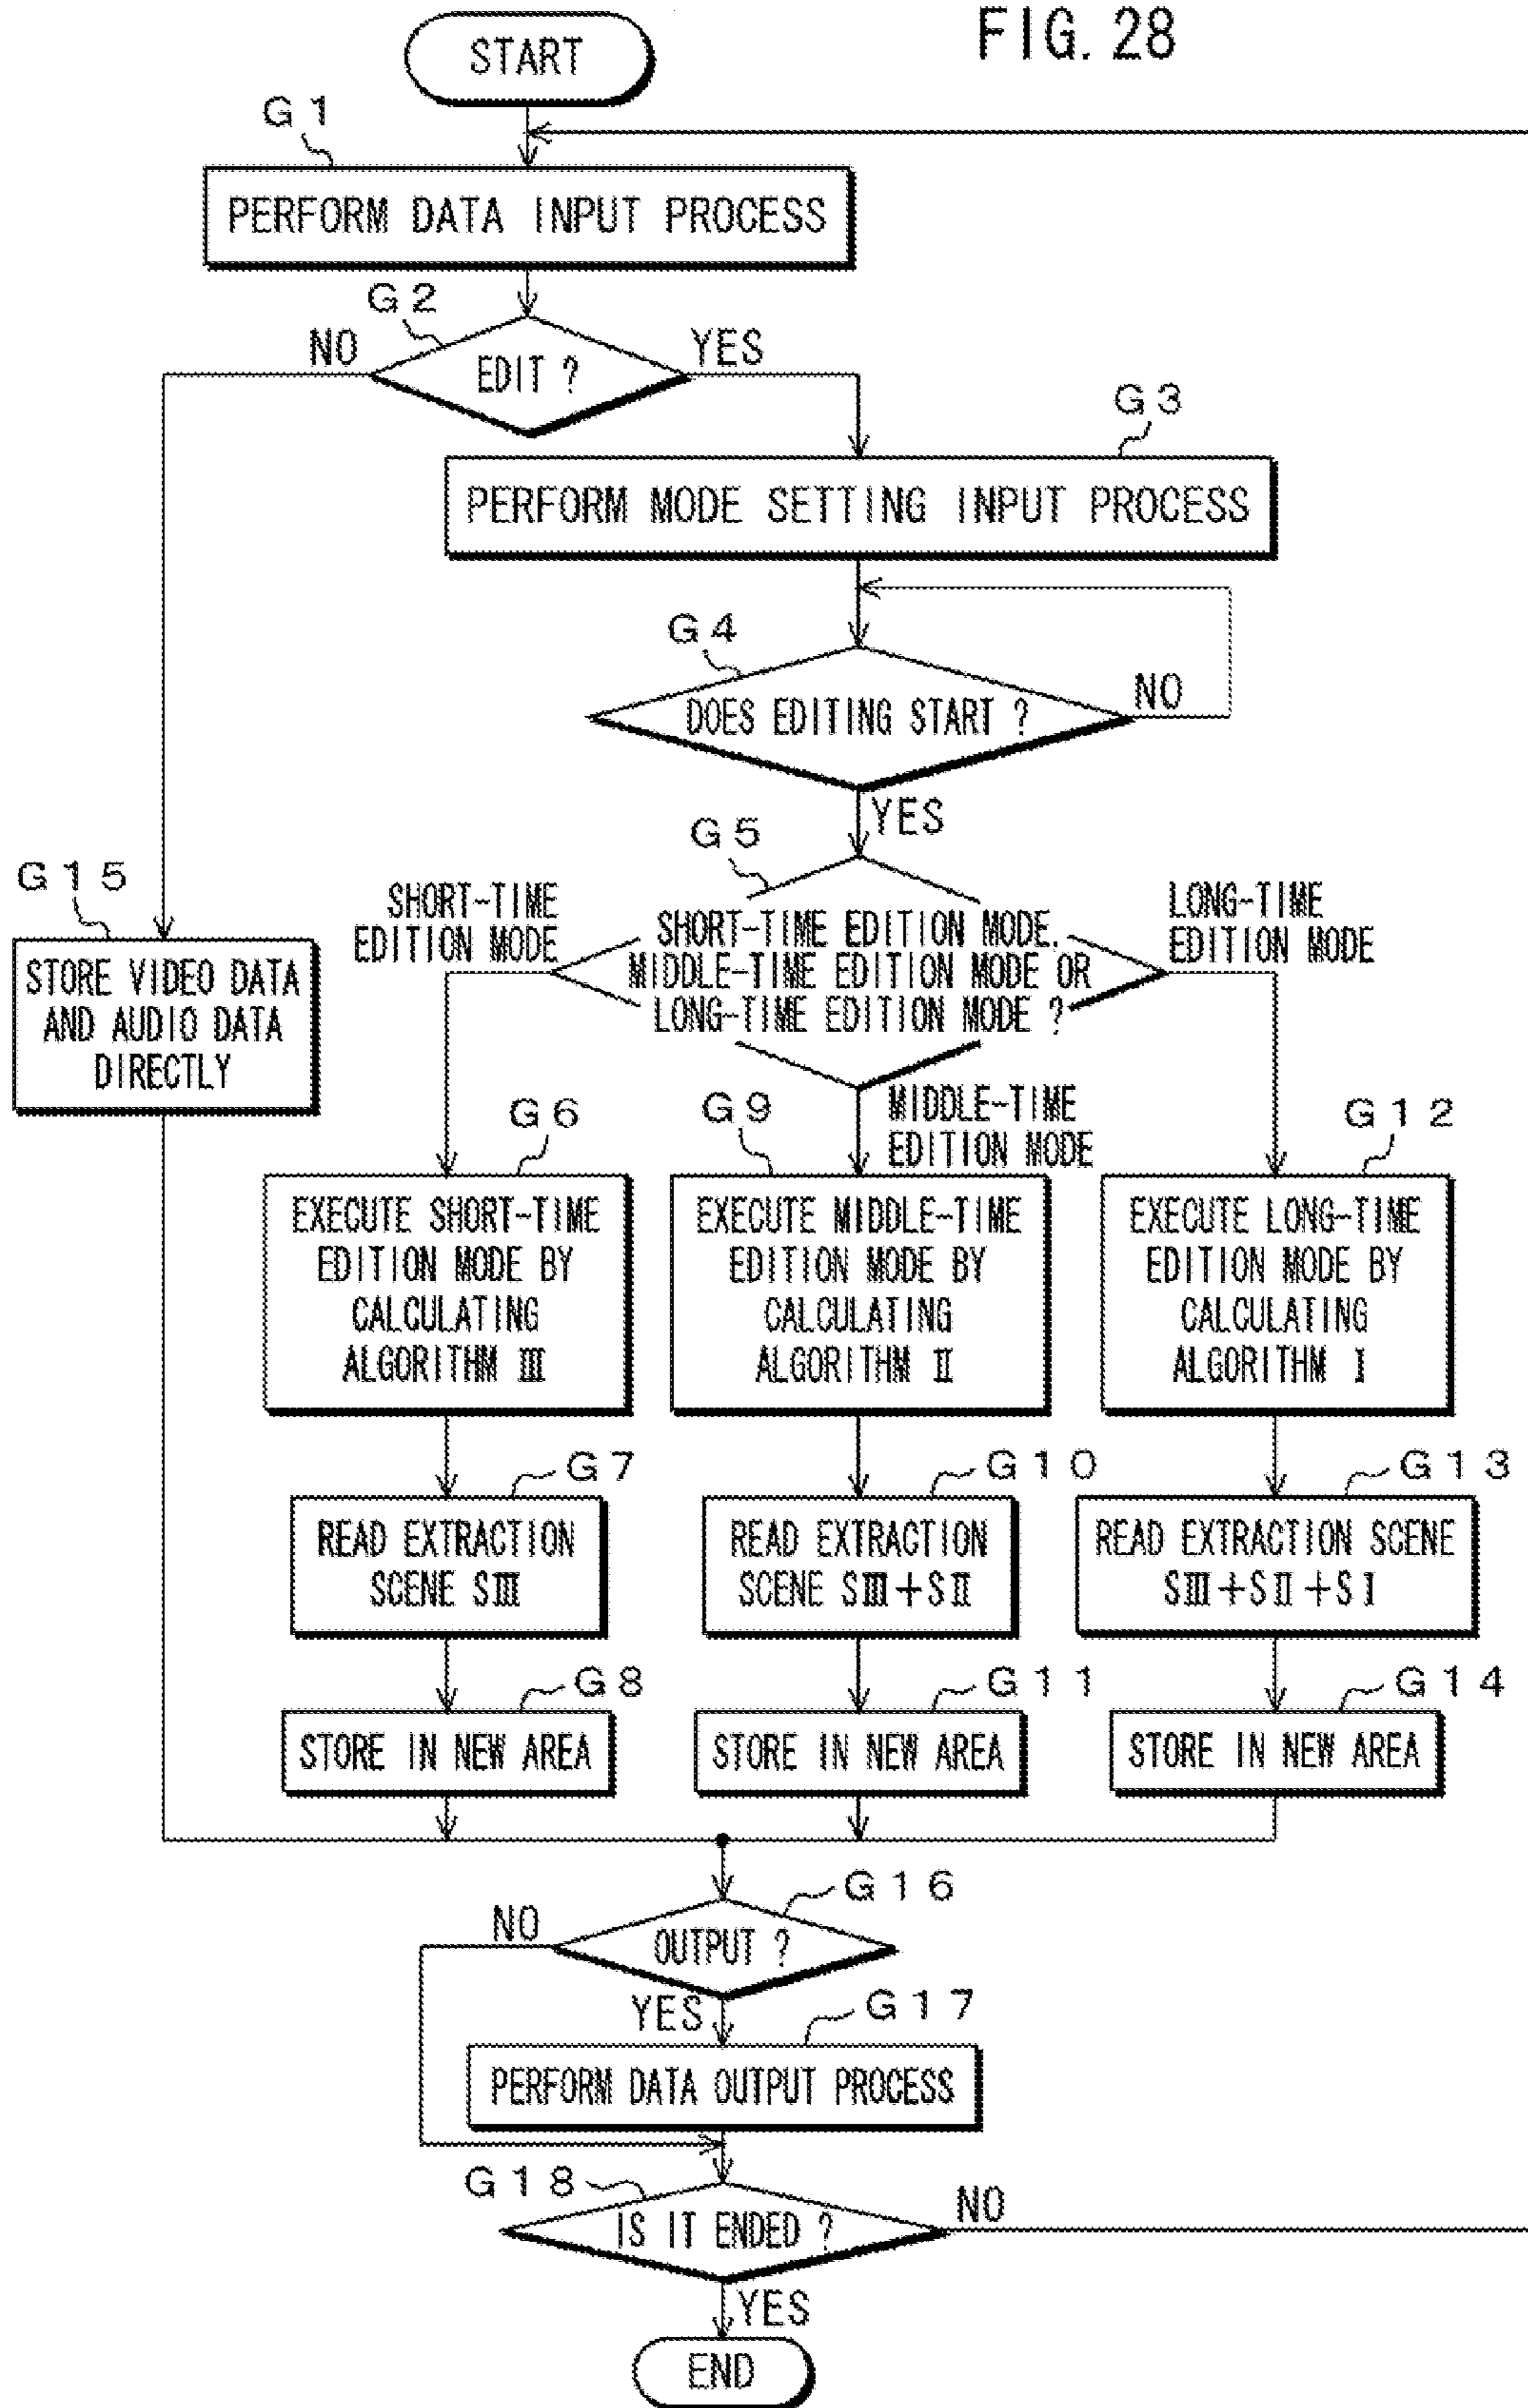 FIG. 28
START
G1
PERFORM DATA INPUT PROCESS
G2
NO
YES
EDIT ?
G3
PERFORM MODE SETTING INPUT PROCESS
G4
DOES EDITING START ?
NO
YES
G5
SHORT-TIME
EDITION MODE
SHORT-TIME EDITION MODE,
MIDDLE-TIME EDITION MODE OR
LONG-TIME EDITION MODE ?
LONG-TIME
EDITION MODE
MIDDLE-TIME
EDITION MODE
G15
STORE VIDEO DATA
AND AUDIO DATA
DIRECTLY
G6
EXECUTE SHORT-TIME
EDITION MODE BY
CALCULATING
ALGORITHM Ⅲ
G9
EXECUTE MIDDLE-TIME
EDITION MODE BY
CALCULATING
ALGORITHM Ⅱ
G12
EXECUTE LONG-TIME
EDITION MODE BY
CALCULATING
ALGORITHM Ⅰ
G7
READ EXTRACTION
SCENE SⅢ
G10
READ EXTRACTION
SCENE SⅢ+SⅡ
G13
READ EXTRACTION SCENE
SⅢ+SⅡ+SⅠ
G8
STORE IN NEW AREA
G11
STORE IN NEW AREA
G14
STORE IN NEW AREA
G16
NO
OUTPUT ?
YES
G17
PERFORM DATA OUTPUT PROCESS
G18
IS IT ENDED ?
NO
YES
END